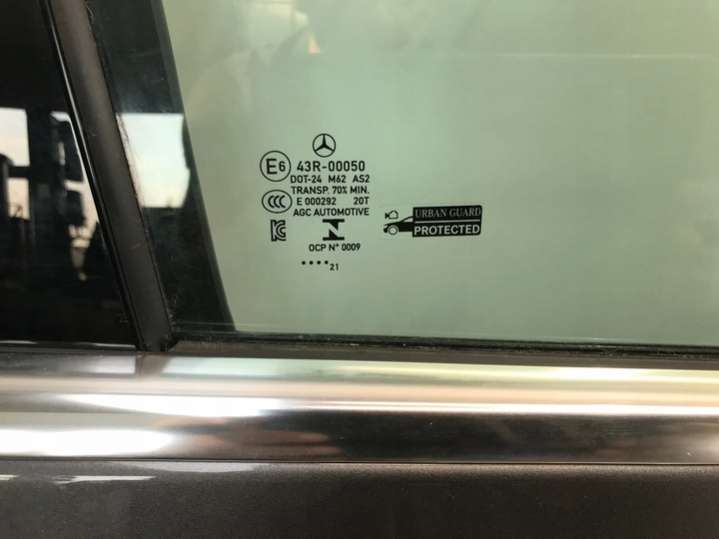 E6 43R-00050
DOT-24 M62 AS2
TRANSP. 70% MIN.
CCC E 000292 20T
AGC AUTOMOTIVE
OCP N° 0009
•••• 21
URBAN GUARD
PROTECTED